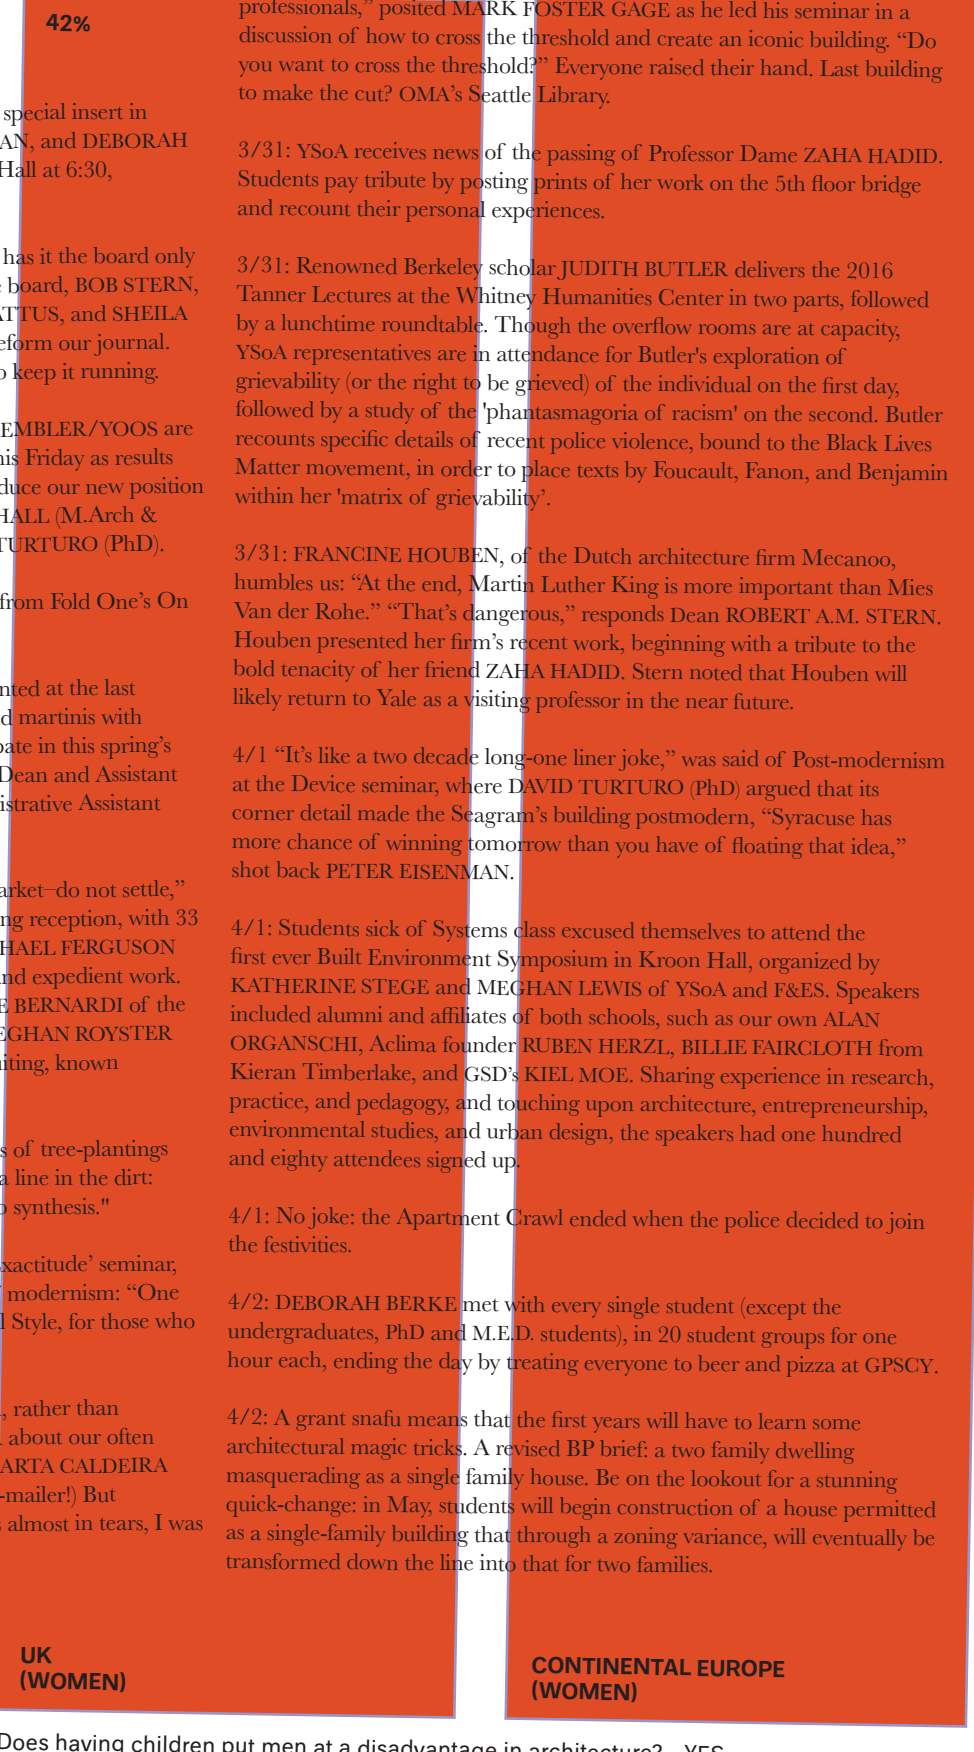 42%
special insert in
AN, and DEBORAH
Hall at 6:30,
has it the board only
board, BOB STERN,
ATTUS, and SHEILA
eform our journal.
o keep it running.
EMBLER/YOOS are
his Friday as results
duce our new position
HALL (M.Arch &
TURTURO (PhD).
from Fold One’s On
nted at the last
d martinis with
pate in this spring’s
Dean and Assistant
istrative Assistant
arket–do not settle,”
ng reception, with 33
HAEL FERGUSON
and expedient work.
E BERNARDI of the
EGHAN ROYSTER
iting, known
s of tree-plantings
a line in the dirt:
o synthesis."
xactitude’ seminar,
modernism: “One
l Style, for those who
, rather than
about our often
ARTA CALDEIRA
-mailer!) But
s almost in tears, I was
professionals,” posited MARK FOSTER GAGE as he led his seminar in a
discussion of how to cross the threshold and create an iconic building. “Do
you want to cross the threshold?” Everyone raised their hand. Last building
to make the cut? OMA’s Seattle Library.
3/31: YSoA receives news of the passing of Professor Dame ZAHA HADID.
Students pay tribute by posting prints of her work on the 5th floor bridge
and recount their personal experiences.
3/31: Renowned Berkeley scholar JUDITH BUTLER delivers the 2016
Tanner Lectures at the Whitney Humanities Center in two parts, followed
by a lunchtime roundtable. Though the overflow rooms are at capacity,
YSoA representatives are in attendance for Butler's exploration of
grievability (or the right to be grieved) of the individual on the first day,
followed by a study of the 'phantasmagoria of racism' on the second. Butler
recounts specific details of recent police violence, bound to the Black Lives
Matter movement, in order to place texts by Foucault, Fanon, and Benjamin
within her 'matrix of grievability’.
3/31: FRANCINE HOUBEN, of the Dutch architecture firm Mecanoo,
humbles us: “At the end, Martin Luther King is more important than Mies
Van der Rohe.” “That’s dangerous,” responds Dean ROBERT A.M. STERN.
Houben presented her firm’s recent work, beginning with a tribute to the
bold tenacity of her friend ZAHA HADID. Stern noted that Houben will
likely return to Yale as a visiting professor in the near future.
4/1 “It’s like a two decade long-one liner joke,” was said of Post-modernism
at the Device seminar, where DAVID TURTURO (PhD) argued that its
corner detail made the Seagram’s building postmodern, “Syracuse has
more chance of winning tomorrow than you have of floating that idea,”
shot back PETER EISENMAN.
4/1: Students sick of Systems class excused themselves to attend the
first ever Built Environment Symposium in Kroon Hall, organized by
KATHERINE STEGE and MEGHAN LEWIS of YSoA and F&ES. Speakers
included alumni and affiliates of both schools, such as our own ALAN
ORGANSCHI, Aclima founder RUBEN HERZL, BILLIE FAIRCLOTH from
Kieran Timberlake, and GSD’s KIEL MOE. Sharing experience in research,
practice, and pedagogy, and touching upon architecture, entrepreneurship,
environmental studies, and urban design, the speakers had one hundred
and eighty attendees signed up.
4/1: No joke: the Apartment Crawl ended when the police decided to join
the festivities.
4/2: DEBORAH BERKE met with every single student (except the
undergraduates, PhD and M.E.D. students), in 20 student groups for one
hour each, ending the day by treating everyone to beer and pizza at GPSCY.
4/2: A grant snafu means that the first years will have to learn some
architectural magic tricks. A revised BP brief: a two family dwelling
masquerading as a single family house. Be on the lookout for a stunning
quick-change: in May, students will begin construction of a house permitted
as a single-family building that through a zoning variance, will eventually be
transformed down the line into that for two families.
UK
(WOMEN)
CONTINENTAL EUROPE
(WOMEN)
Does having children put men at a disadvantage in architecture? YES